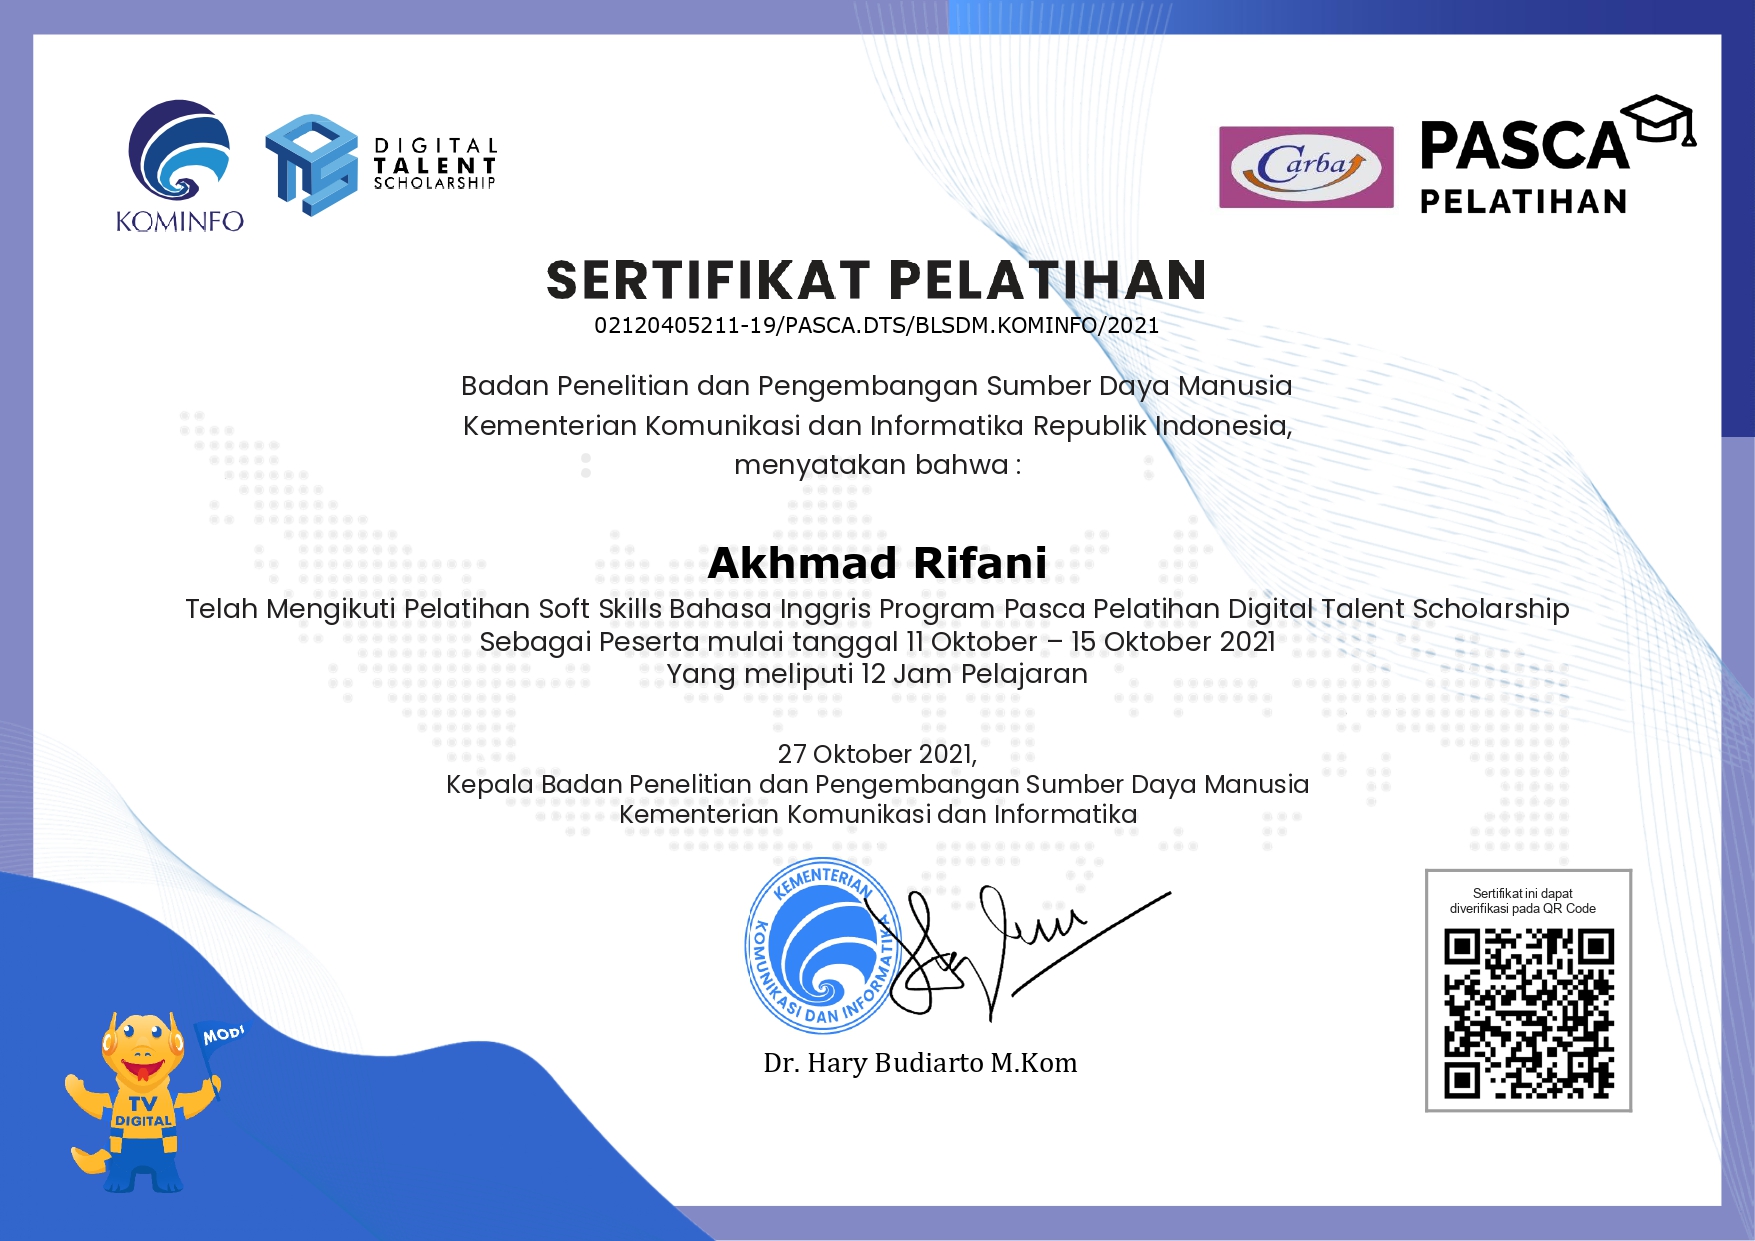 KOMINFO
DIGITAL
TALENT
SCHOLARSHIP
Carba
PASCA
PELATIHAN
SERTIFIKAT PELATIHAN
02120405211-19/PASCA.DTS/BLSDM.KOMINFO/2021
Badan Penelitian dan Pengembangan Sumber Daya Manusia
Kementerian Komunikasi dan Informatika Republik Indonesia,
menyatakan bahwa :
Akhmad Rifani
Telah Mengikuti Pelatihan Soft Skills Bahasa Inggris Program Pasca Pelatihan Digital Talent Scholarship
Sebagai Peserta mulai tanggal 11 Oktober – 15 Oktober 2021
Yang meliputi 12 Jam Pelajaran
27 Oktober 2021,
Kepala Badan Penelitian dan Pengembangan Sumber Daya Manusia
Kementerian Komunikasi dan Informatika
KEMENTERIAN
KOMUNIKASI DAN INFORMATIKA
Dr. Hary Budiarto M.Kom
Sertifikat ini dapat
diverifikasi pada QR Code
MODI
TV
DIGITAL